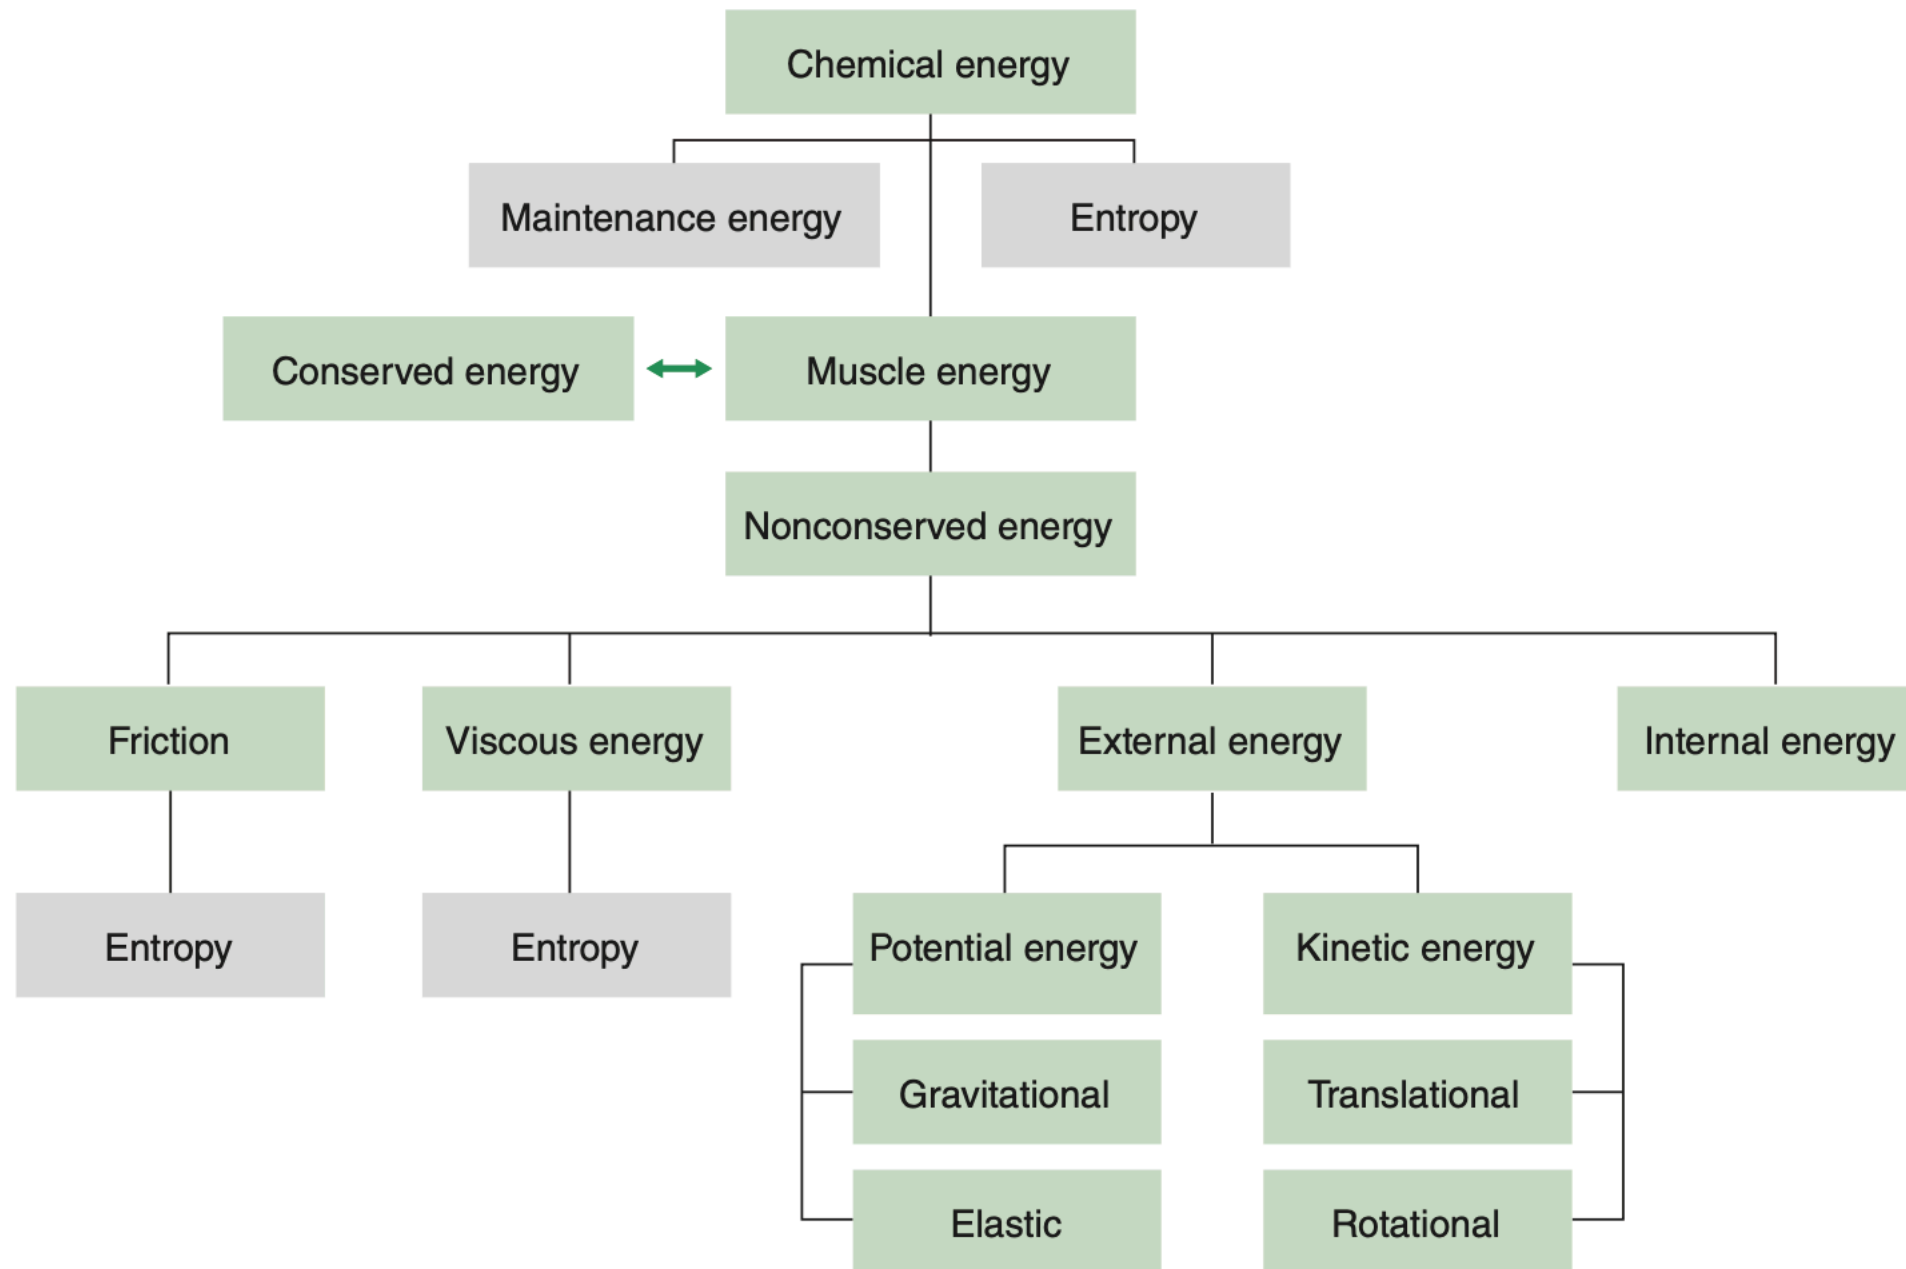 Chemical energy
Maintenance energy
Entropy
Conserved energy
Muscle energy
Nonconserved energy
Friction
Viscous energy
External energy
Internal energy
Entropy
Entropy
Potential energy
Kinetic energy
Gravitational
Translational
Elastic
Rotational